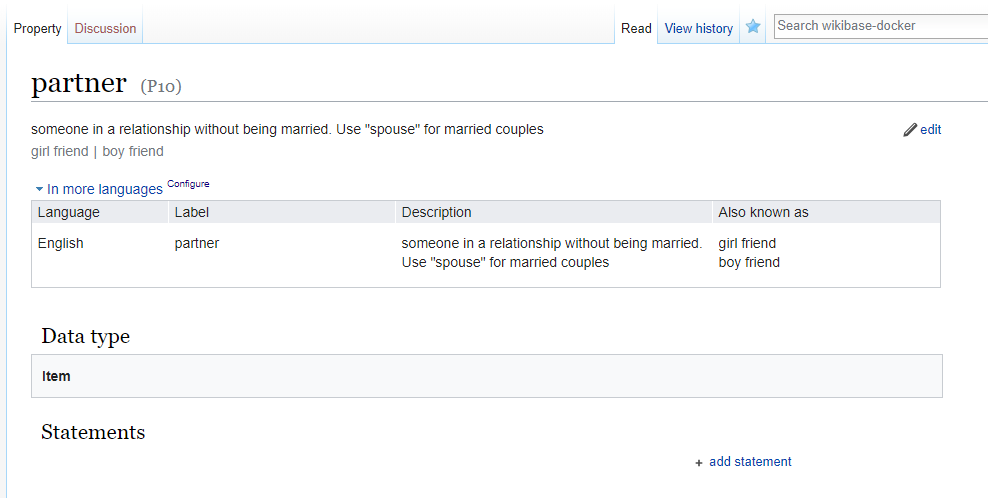 Property Discussion Read View history Search wikibase-docker
partner (P10)
someone in a relationship without being married. Use "spouse" for married couples edit
girl friend | boy friend
In more languages Configure
Language Label Description Also known as
English partner someone in a relationship without being married. girl friend
Use "spouse" for married couples boy friend
Data type
Item
Statements
+ add statement